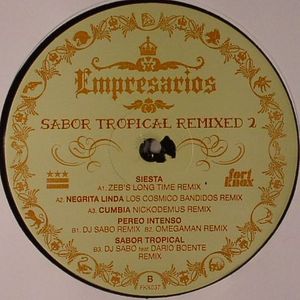 Empresarios
SABOR TROPICAL REMIXED 2
SIESTA
A1. ZEB'S LONG TIME REMIX
NEGRITA LINDA
A2. LOS COSMICO BANDIDOS REMIX
A3. CUMBIA NICKODEMUS REMIX
PEREO INTENSO
B1. DJ SABO REMIX B2. OMEGAMAN REMIX
SABOR TROPICAL
B3. DJ SABO feat DARIO BOENTE
REMIX
fort
knox
B
FKX037